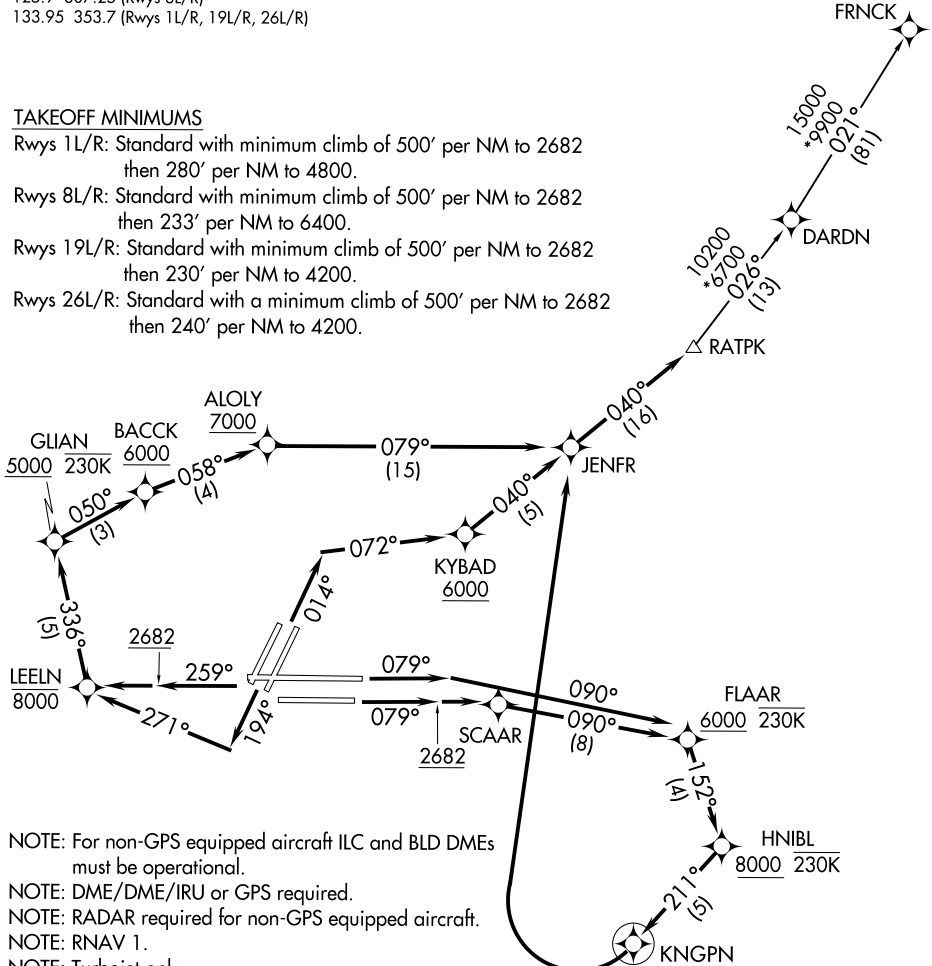 133.95 353.7 (Rwys 1L/R, 19L/R, 26L/R)
TAKEOFF MINIMUMS
Rwys 1L/R: Standard with minimum climb of 500' per NM to 2682
then 280' per NM to 4800.
Rwys 8L/R: Standard with minimum climb of 500' per NM to 2682
then 233' per NM to 6400.
Rwys 19L/R: Standard with minimum climb of 500' per NM to 2682
then 230' per NM to 4200.
Rwys 26L/R: Standard with a minimum climb of 500' per NM to 2682
then 240' per NM to 4200.
FRNCK
15000
*9900
021°
(81)
DARDN
10200
*6700
026°
(13)
RATPK
040°
(16)
JENFR
ALOLY
7000
079°
(15)
BACCK
6000
058°
(4)
GLIAN
5000 230K
050°
(3)
040°
(5)
KYBAD
6000
072°
014°
336°
(5)
2682
LEELN
8000
259°
271°
194°
079°
090°
079°
2682
SCAAR
090°
(8)
FLAAR
6000 230K
152°
(4)
HNIBL
8000 230K
211°
(5)
KNGPN
NOTE: For non-GPS equipped aircraft ILC and BLD DMEs
must be operational.
NOTE: DME/DME/IRU or GPS required.
NOTE: RADAR required for non-GPS equipped aircraft.
NOTE: RNAV 1.